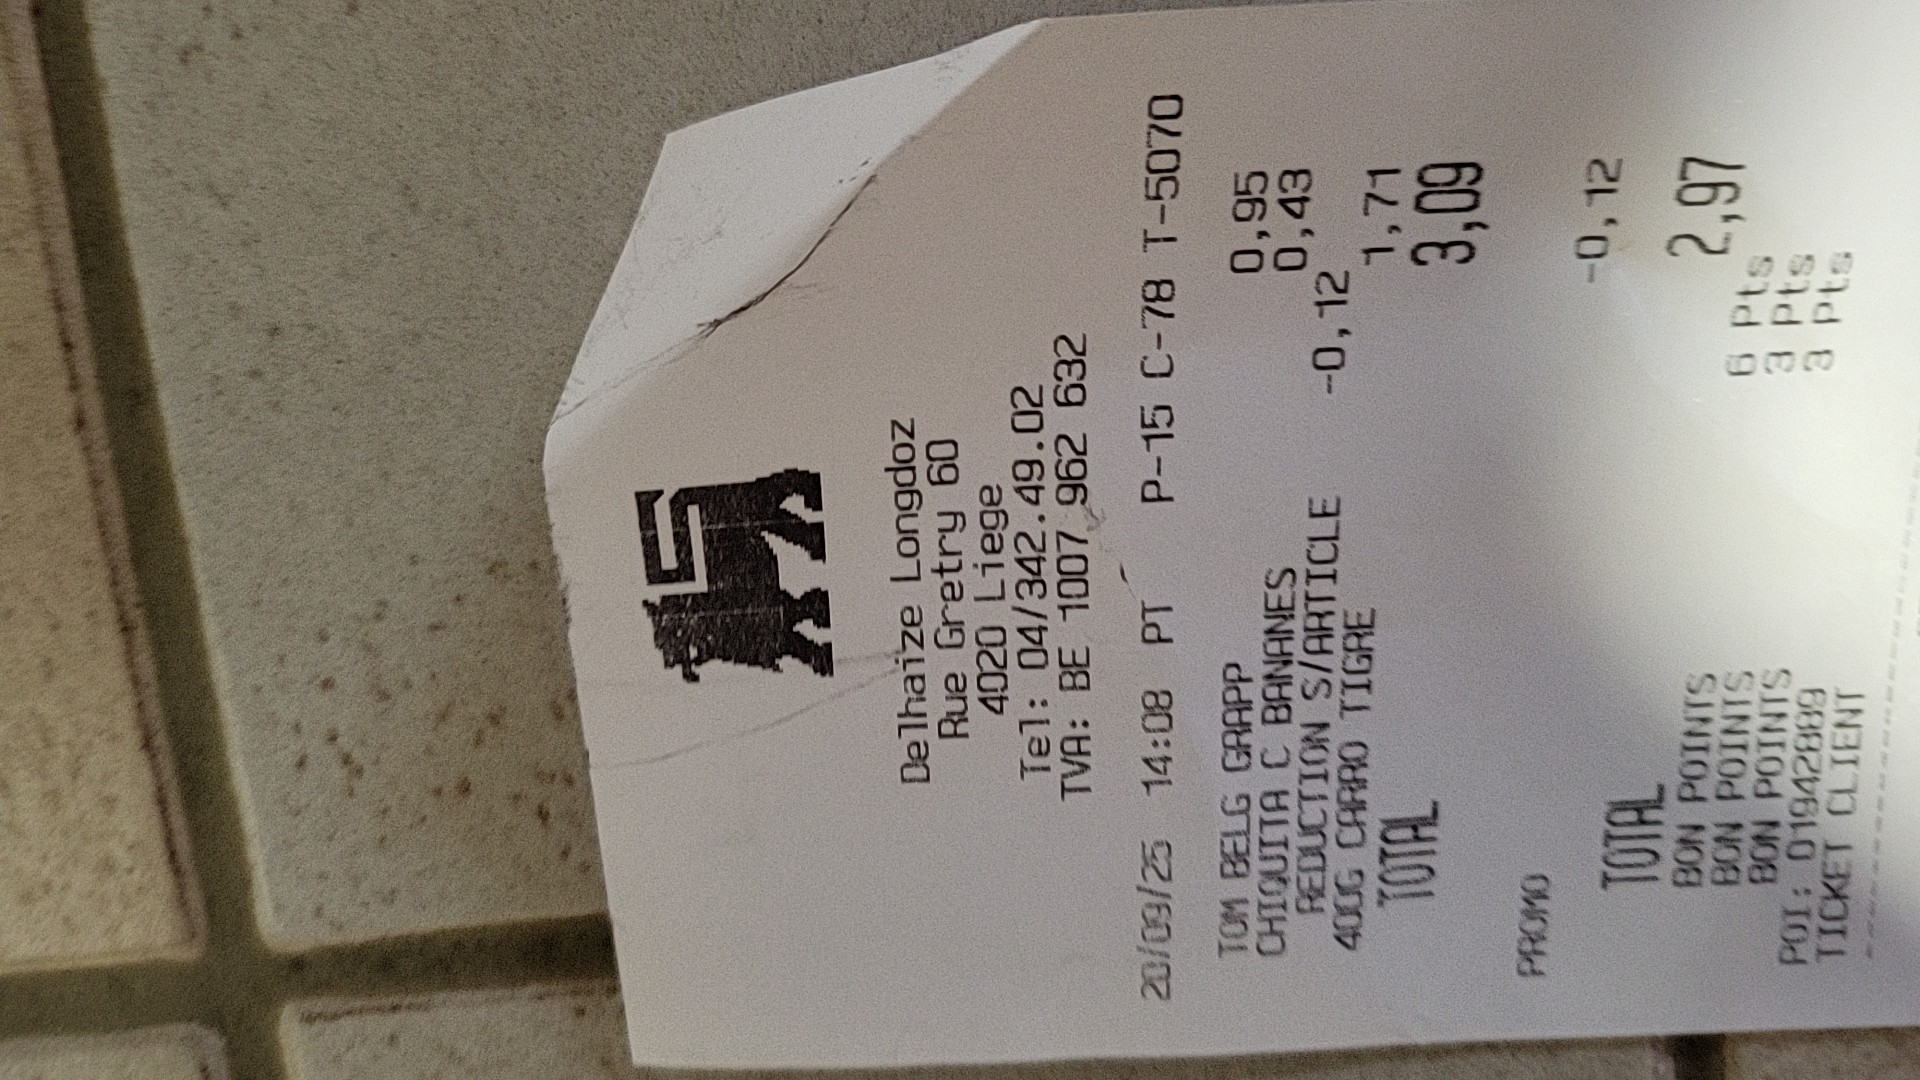 Delhaize Longdoz
Rue Gretry 60
4020 Liege
Tel: 04/342.49.02
TVA: BE 1007 962 632
20/09/25 14:08 PT P-15 C-78 T-5070
TOM BELG GRAPP 0,95
CHIQUITA C BANANES 0,43
REDUCTION S/ARTICLE -0,12
400G CARRO TIGRE 1,71
TOTAL 3,09
PROMO -0,12
TOTAL 2,97
BON POINTS 6 Pts
BON POINTS 3 Pts
BON POINTS 3 Pts
POI: 01942889
TICKET CLIENT